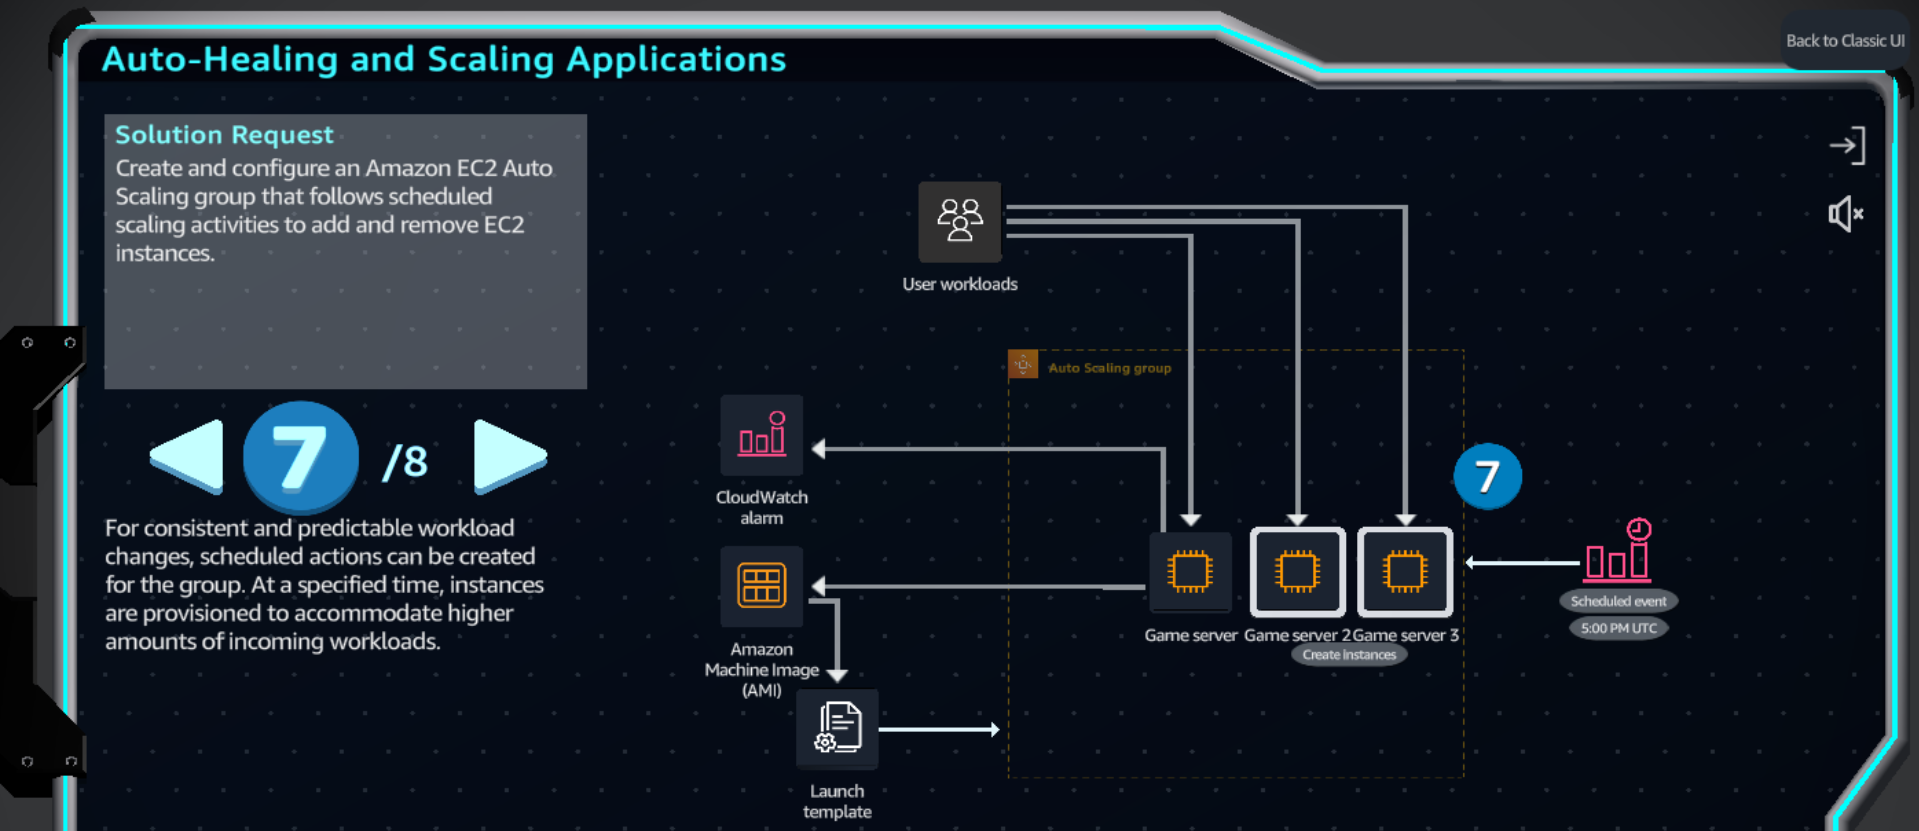 Back to Classic UI
Auto-Healing and Scaling Applications
Solution Request
Create and configure an Amazon EC2 Auto
Scaling group that follows scheduled
scaling activities to add and remove EC2
instances.
7 /8
For consistent and predictable workload
changes, scheduled actions can be created
for the group. At a specified time, instances
are provisioned to accommodate higher
amounts of incoming workloads.
User workloads
Auto Scaling group
CloudWatch
alarm
7
Scheduled event
5:00 PM UTC
Game server
Game server 2
Game server 3
Create instances
Amazon
Machine Image
(AMI)
Launch
template